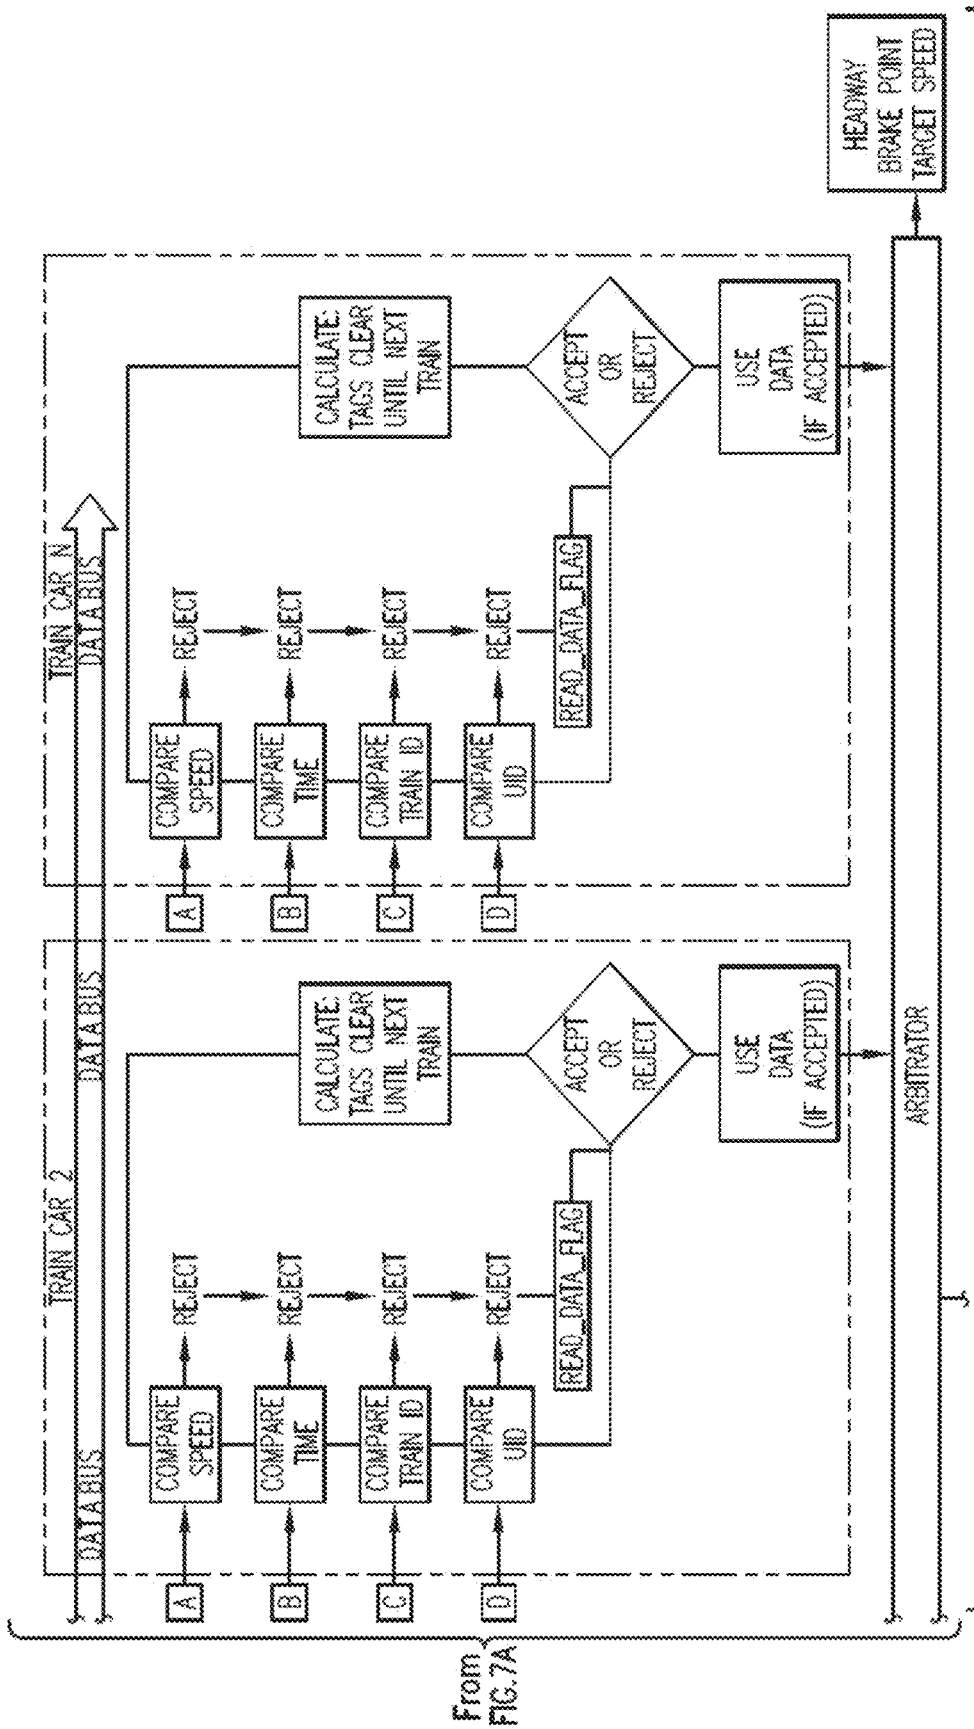 From
FIG.7A
TRAIN CAR 2
DATA BUS
DATA BUS
A
COMPARE
SPEED
REJECT
B
COMPARE
TIME
REJECT
C
COMPARE
TRAIN ID
REJECT
D
COMPARE
UID
REJECT
READ_DATA_FLAG
CALCULATE:
TAGS CLEAR
UNTIL NEXT
TRAIN
ACCEPT
OR
REJECT
USE
DATA
(IF ACCEPTED)
TRAIN CAR N
DATA BUS
A
COMPARE
SPEED
REJECT
B
COMPARE
TIME
REJECT
C
COMPARE
TRAIN ID
REJECT
D
COMPARE
UID
REJECT
READ_DATA_FLAG
CALCULATE:
TAGS CLEAR
UNTIL NEXT
TRAIN
ACCEPT
OR
REJECT
USE
DATA
(IF ACCEPTED)
ARBITRATOR
HEADWAY
BRAKE POINT
TARGET SPEED